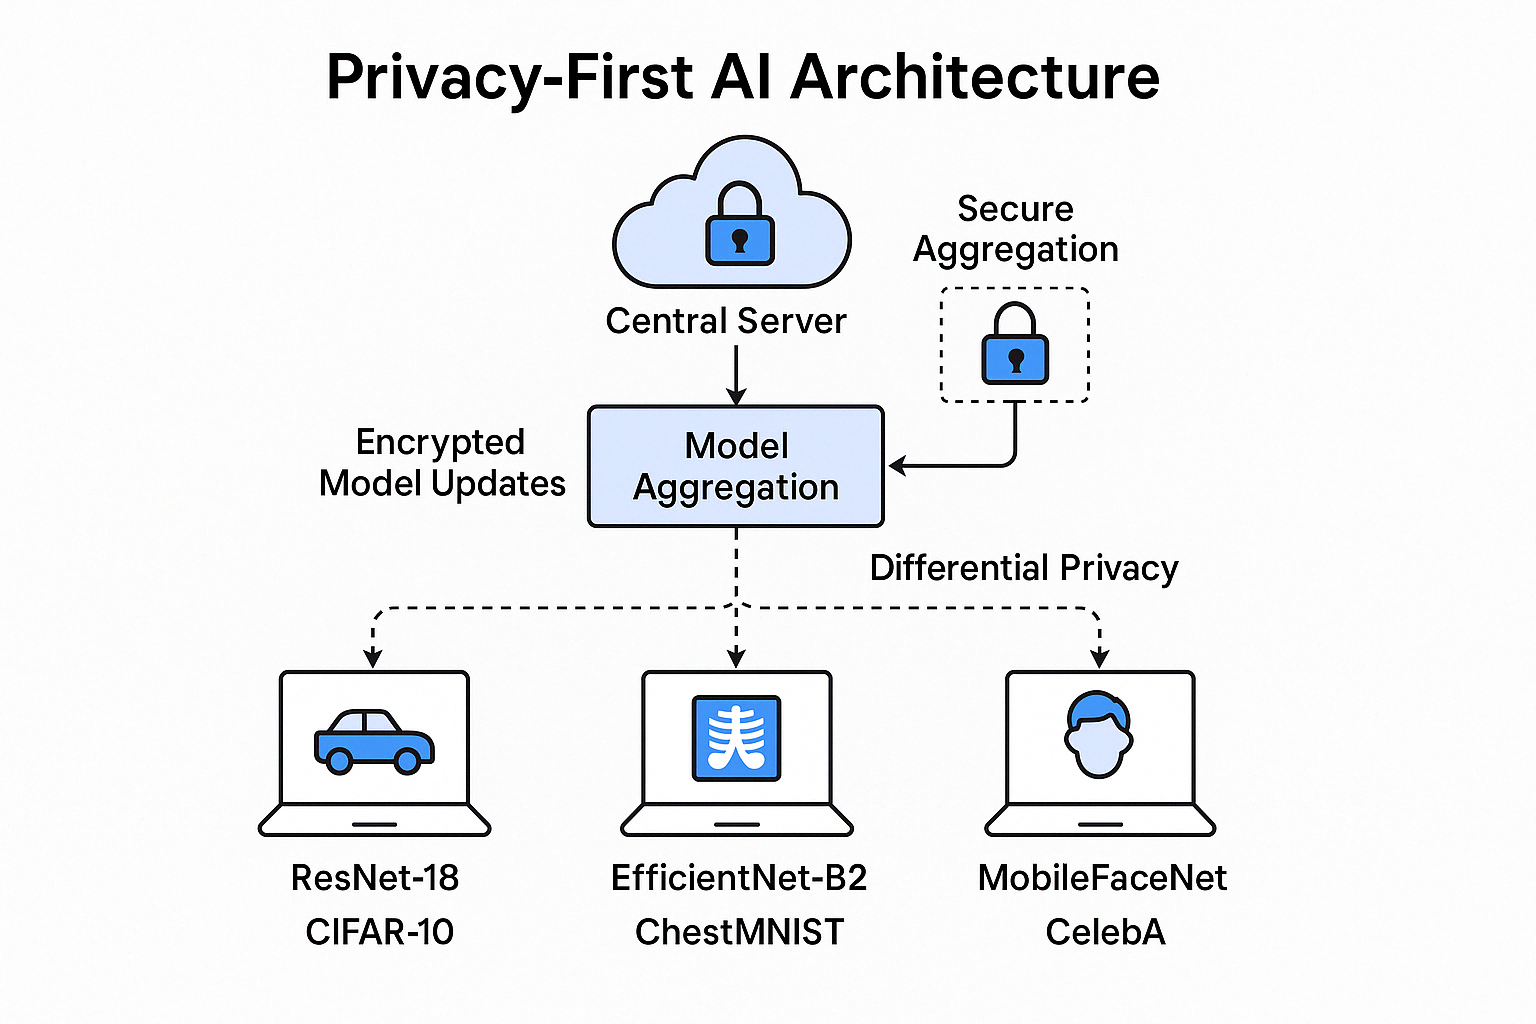 Privacy-First AI Architecture
Secure
Aggregation
Central Server
Encrypted
Model Updates
Model
Aggregation
Differential Privacy
ResNet-18
CIFAR-10
EfficientNet-B2
ChestMNIST
MobileFaceNet
CelebA